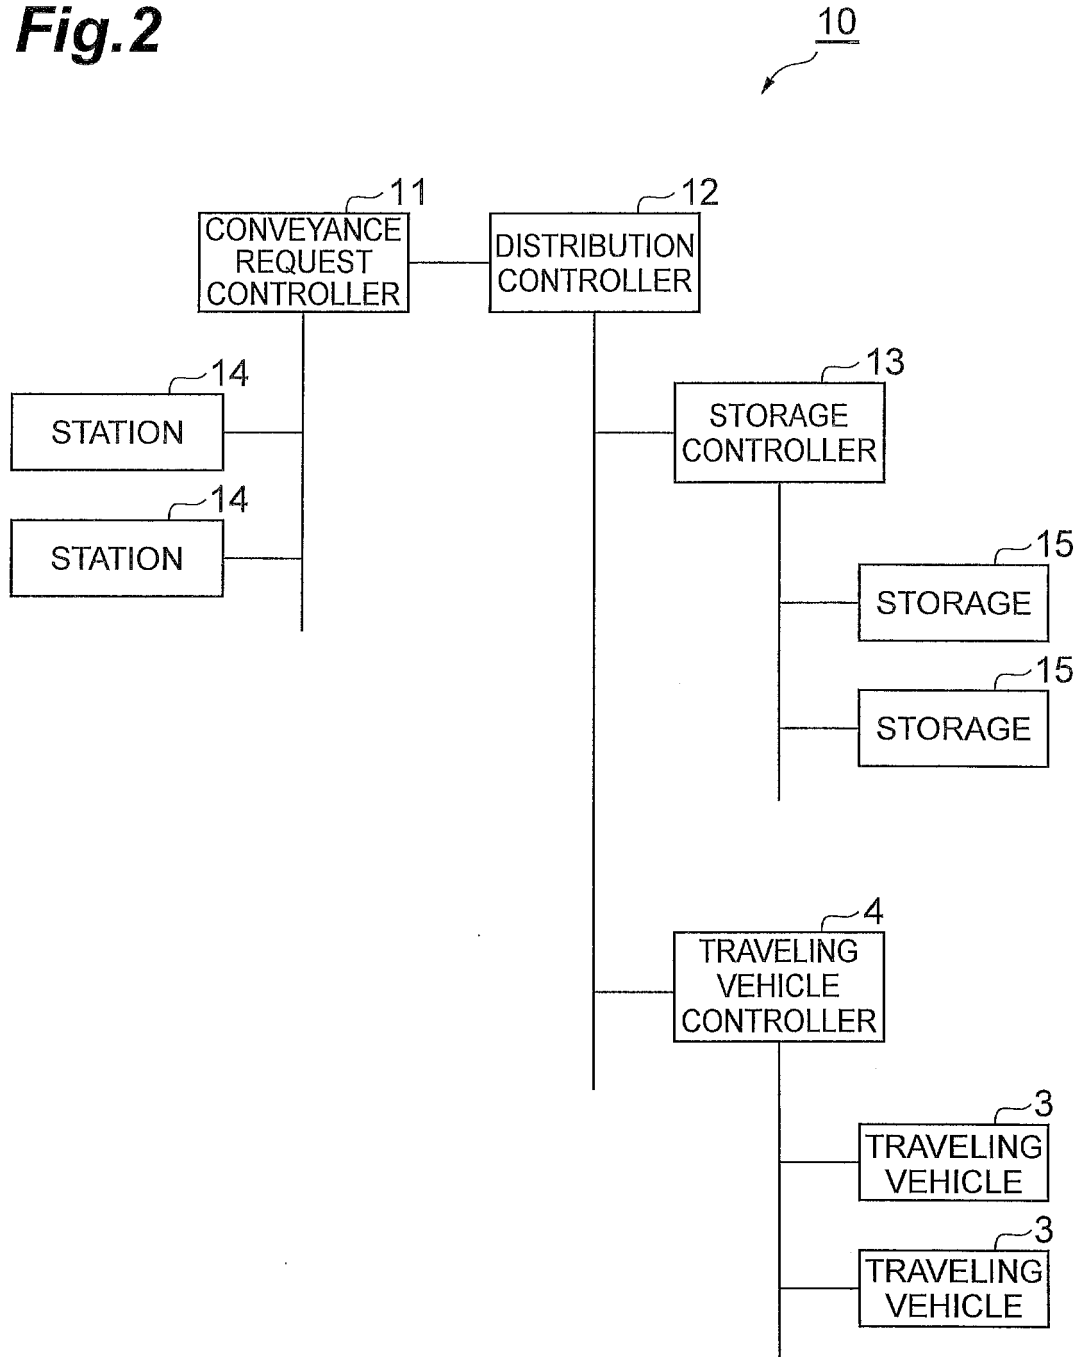 Fig.2
10
11
CONVEYANCE
REQUEST
CONTROLLER
12
DISTRIBUTION
CONTROLLER
14
STATION
14
STATION
13
STORAGE
CONTROLLER
15
STORAGE
15
STORAGE
4
TRAVELING
VEHICLE
CONTROLLER
3
TRAVELING
VEHICLE
3
TRAVELING
VEHICLE